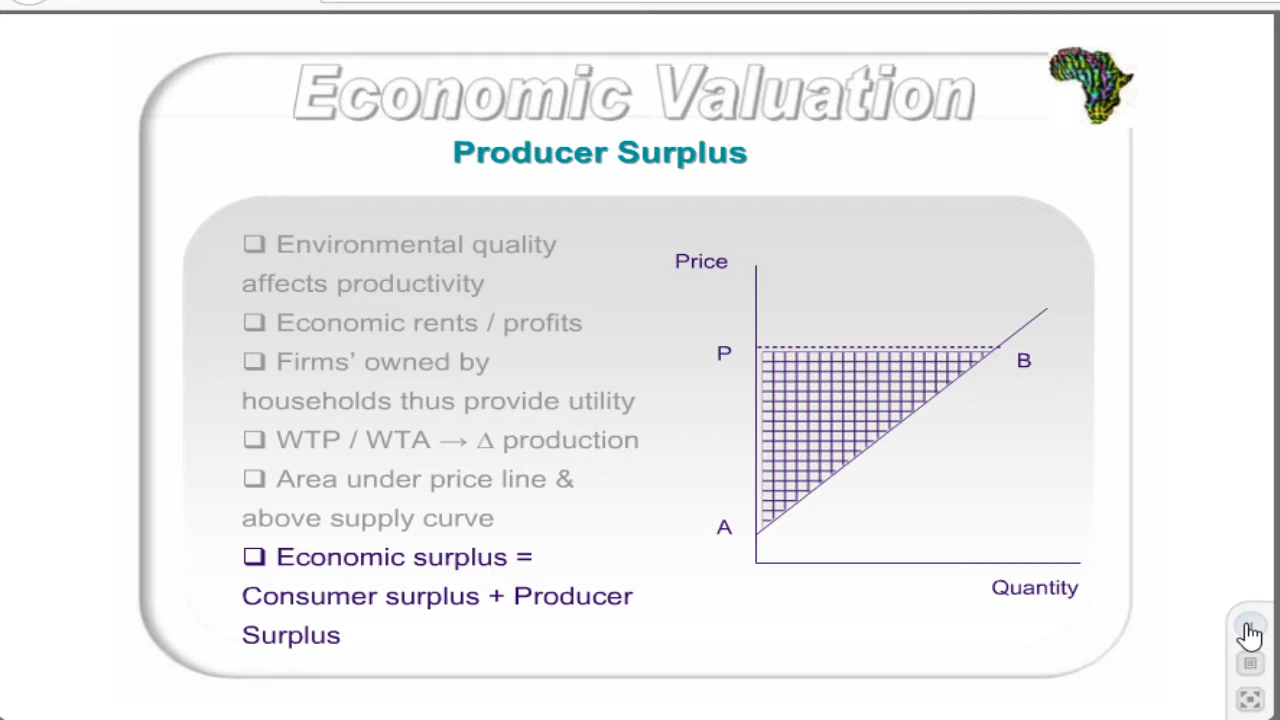 Economic Valuation
Producer Surplus
❑ Environmental quality
affects productivity
❑ Economic rents / profits
❑ Firms’ owned by
households thus provide utility
❑ WTP / WTA → Δ production
❑ Area under price line &
above supply curve
❑ Economic surplus =
Consumer surplus + Producer
Surplus
Price
P
B
A
Quantity